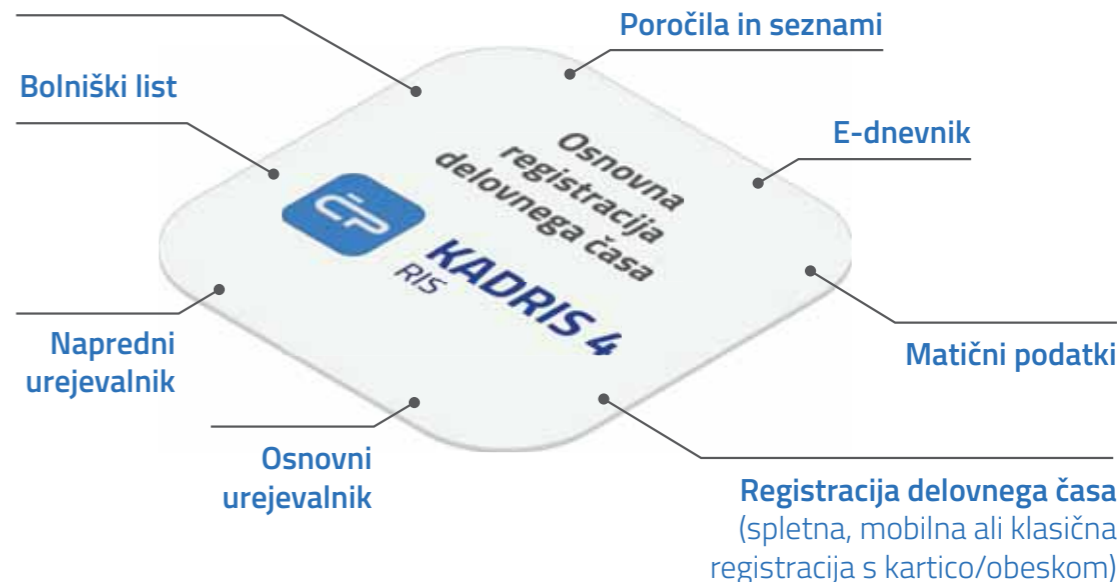 Poročila in seznami
Bolniški list
E-dnevnik
Osnovna
registracija
delovnega časa
ČP
KADRIS 4
RIS
Napredni
urejevalnik
Matični podatki
Osnovni
urejevalnik
Registracija delovnega časa
(spletna, mobilna ali klasična
registracija s kartico/obeskom)